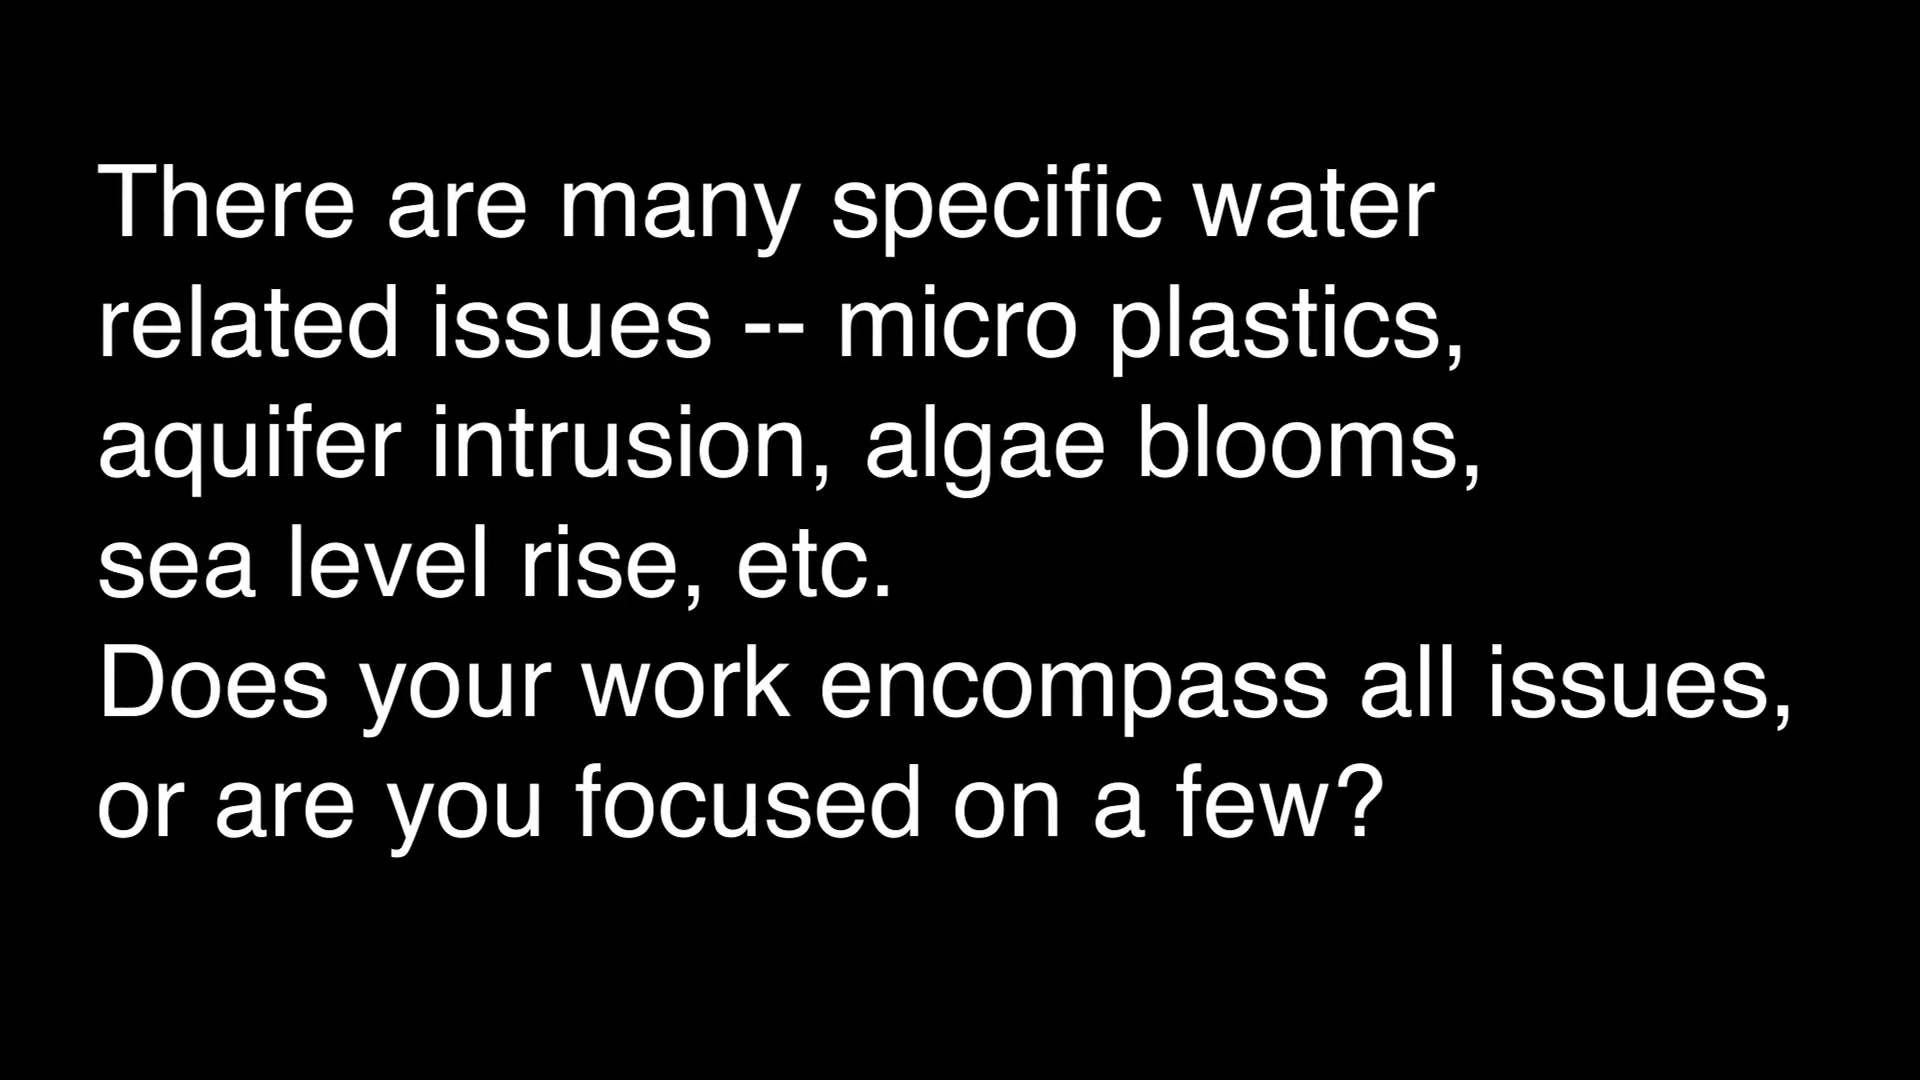 There are many specific water
related issues -- micro plastics,
aquifer intrusion, algae blooms,
sea level rise, etc.
Does your work encompass all issues,
or are you focused on a few?